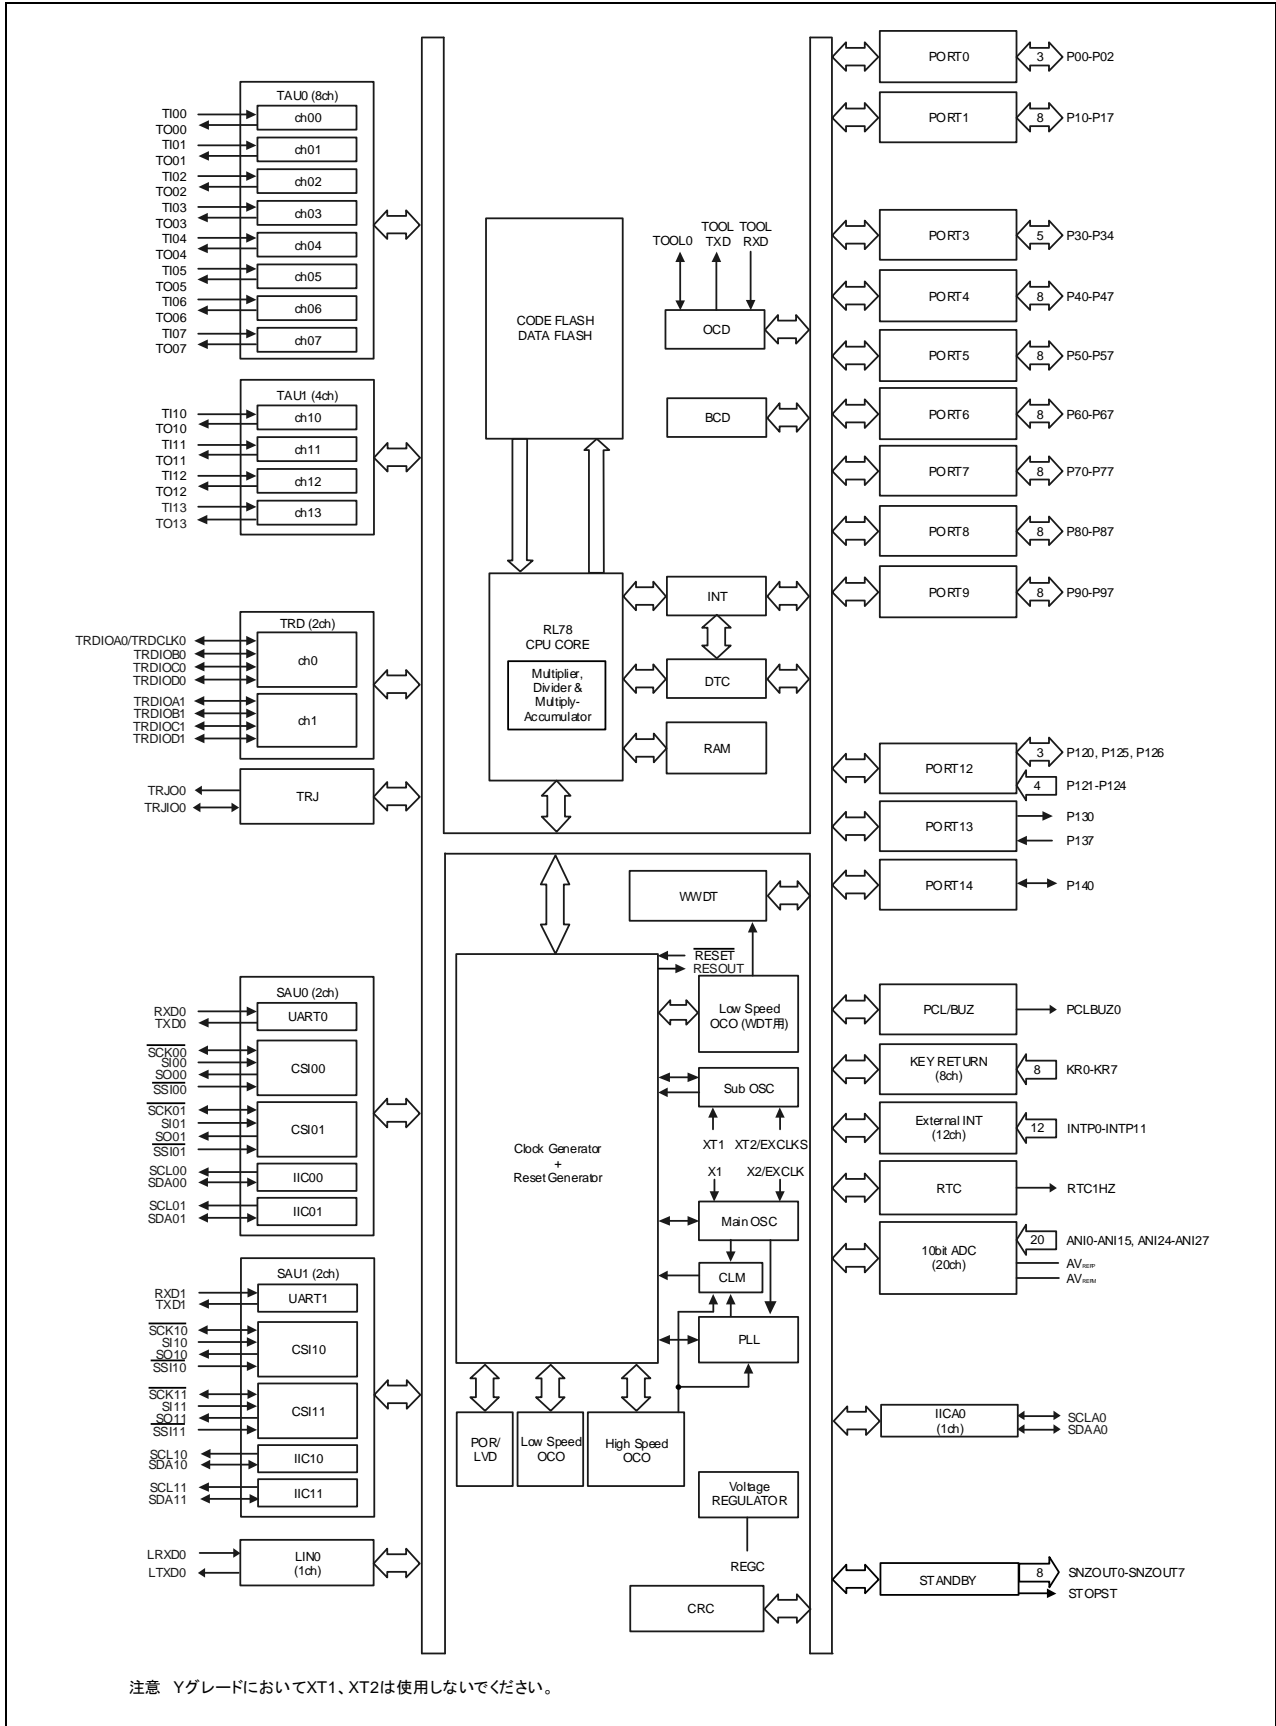 TAU0 (8ch)
TI00
TO00
ch00
TI01
TO01
ch01
TI02
TO02
ch02
TI03
TO03
ch03
TI04
TO04
ch04
TI05
TO05
ch05
TI06
TO06
ch06
TI07
TO07
ch07
TAU1 (4ch)
TI10
TO10
ch10
TI11
TO11
ch11
TI12
TO12
ch12
TI13
TO13
ch13
TRD (2ch)
TRDIOA0/TRDCLK0
TRDIOB0
TRDIOC0
TRDIOD0
ch0
TRDIOA1
TRDIOB1
TRDIOC1
TRDIOD1
ch1
TRJO0
TRJIO0
TRJ
SAU0 (2ch)
RXD0
TXD0
UART0
SCK00
SI00
SO00
SSI00
CSI00
SCK01
SI01
SO01
SSI01
CSI01
SCL00
SDA00
IIC00
SCL01
SDA01
IIC01
SAU1 (2ch)
RXD1
TXD1
UART1
SCK10
SI10
SO10
SSI10
CSI10
SCK11
SI11
SO11
SSI11
CSI11
SCL10
SDA10
IIC10
SCL11
SDA11
IIC11
LRXD0
LTXD0
LIN0
(1ch)
CODE FLASH
DATA FLASH
TOOL0
TOOL
TXD
TOOL
RXD
OCD
BCD
RL78
CPU CORE
Multiplier,
Divider &
Multiply-
Accumulator
INT
DTC
RAM
WWDT
RESET
RESOUT
Low Speed
OCO (WDT用)
Sub OSC
XT1 XT2/EXCLKS
X1 X2/EXCLK
Main OSC
CLM
PLL
Clock Generator
+
Reset Generator
POR/
LVD
Low Speed
OCO
High Speed
OCO
Voltage
REGULATOR
REGC
CRC
PORT0 3 P00-P02
PORT1 8 P10-P17
PORT3 5 P30-P34
PORT4 8 P40-P47
PORT5 8 P50-P57
PORT6 8 P60-P67
PORT7 8 P70-P77
PORT8 8 P80-P87
PORT9 8 P90-P97
PORT12
3 P120, P125, P126
4 P121-P124
PORT13
P130
P137
PORT14 P140
PCL/BUZ PCLBUZ0
KEY RETURN
(8ch)
8 KR0-KR7
External INT
(12ch)
12 INTP0-INTP11
RTC RTC1HZ
10bit ADC
(20ch)
20 ANI0-ANI15, ANI24-ANI27
AVREFP
AVREFM
IICA0
(1ch)
SCLA0
SDAA0
STANDBY
8 SNZOUT0-SNZOUT7
STOPST
注意 YグレードにおいてXT1、XT2は使用しないでください。